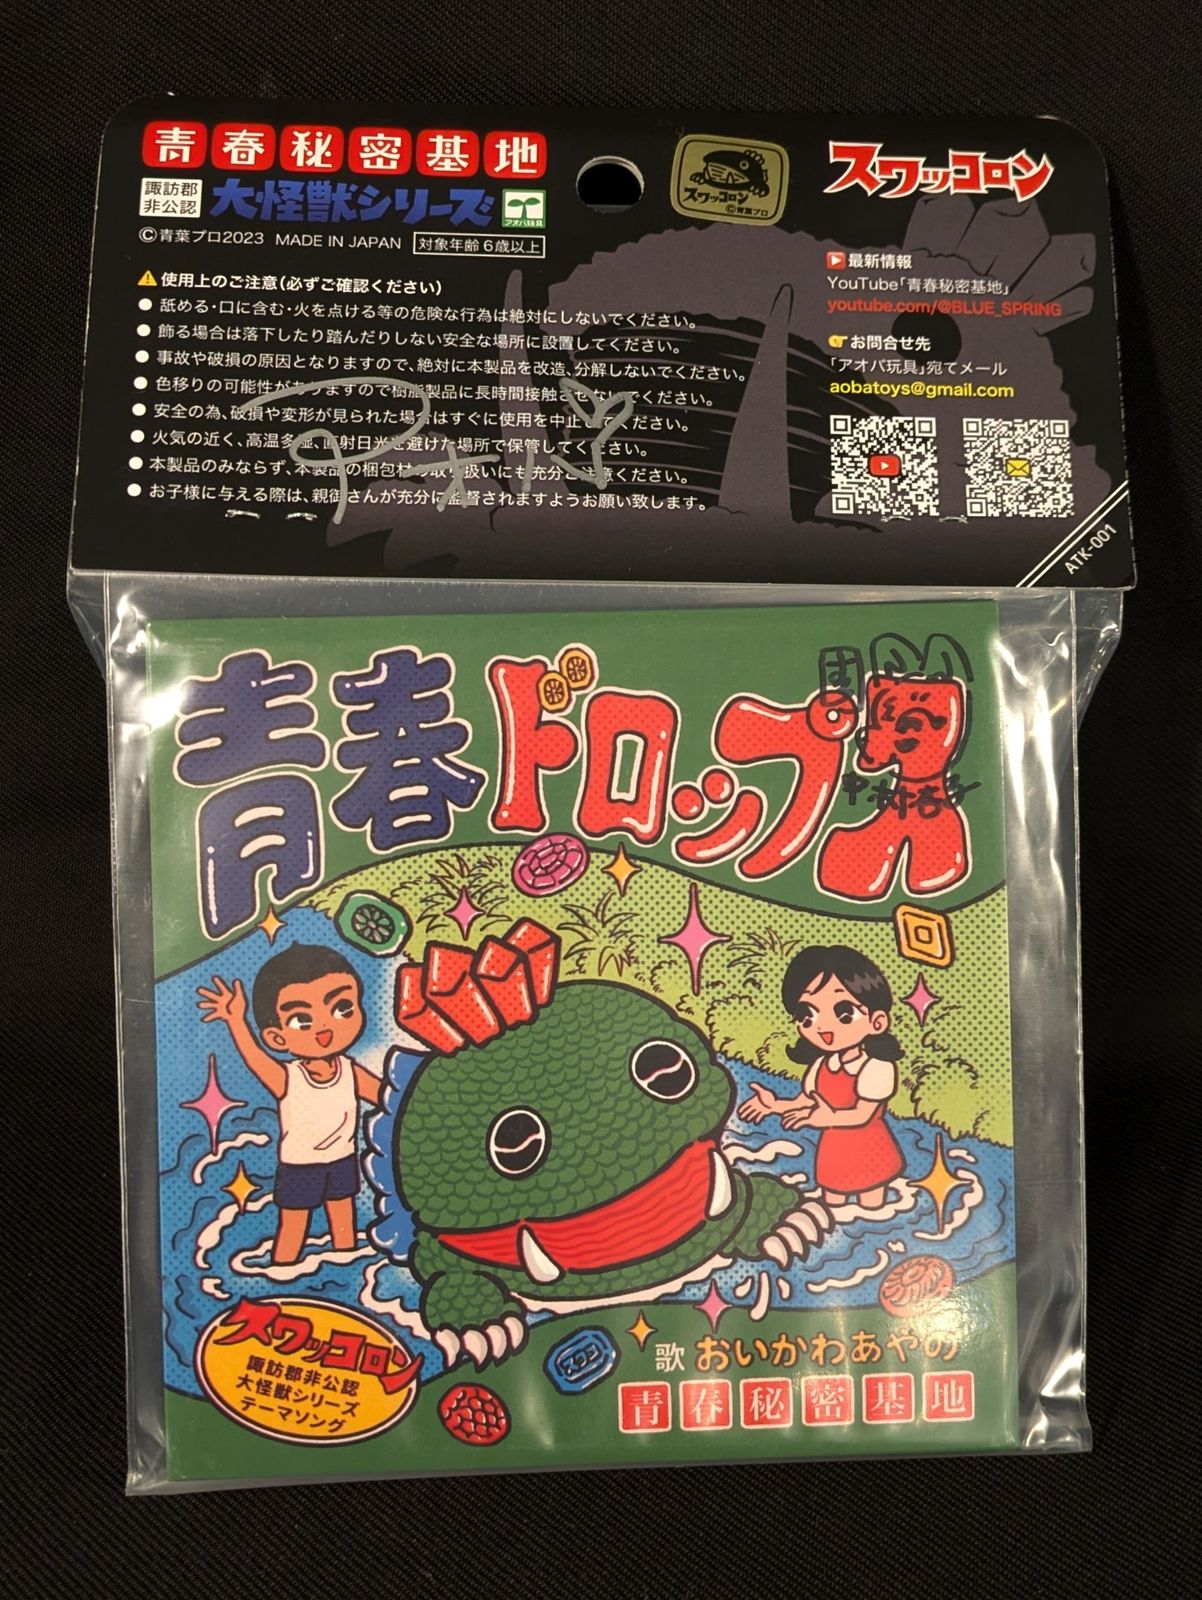 青春秘密基地
諏訪郡
非公認
大怪獣シリーズ
アオバ玩具
©青葉プロ2023 MADE IN JAPAN 対象年齢6歳以上
使用上のご注意(必ずご確認ください)
● 舐める・口に含む・火を点ける等の危険な行為は絶対にしないでください。
● 飾る場合は落下したり踏んだりしない安全な場所に設置してください。
● 事故や破損の原因となりますので、絶対に本製品を改造、分解しないでください。
● 色移りの可能性がありますので樹脂製品に長時間接触させないでください。
● 安全の為、破損や変形が見られた場合はすぐに使用を中止してください。
● 火気の近く、高温多湿、直射日光を避けた場所で保管してください。
● 本製品のみならず、本製品の梱包材の取り扱いにも充分ご注意ください。
● お子様に与える際は、親御さんが充分に監督されますようお願い致します。
スワッコロン
©青葉プロ
スワッコロン
最新情報
YouTube「青春秘密基地」
youtube.com/@BLUE_SPRING
お問合せ先
「アオバ玩具」宛てメール
aobatoys@gmail.com
ATK-001
アオバ
青春ドロップス
スワッコロン
諏訪郡非公認
大怪獣シリーズ
テーマソング
スワコ
歌 おいかわあやの
青春秘密基地